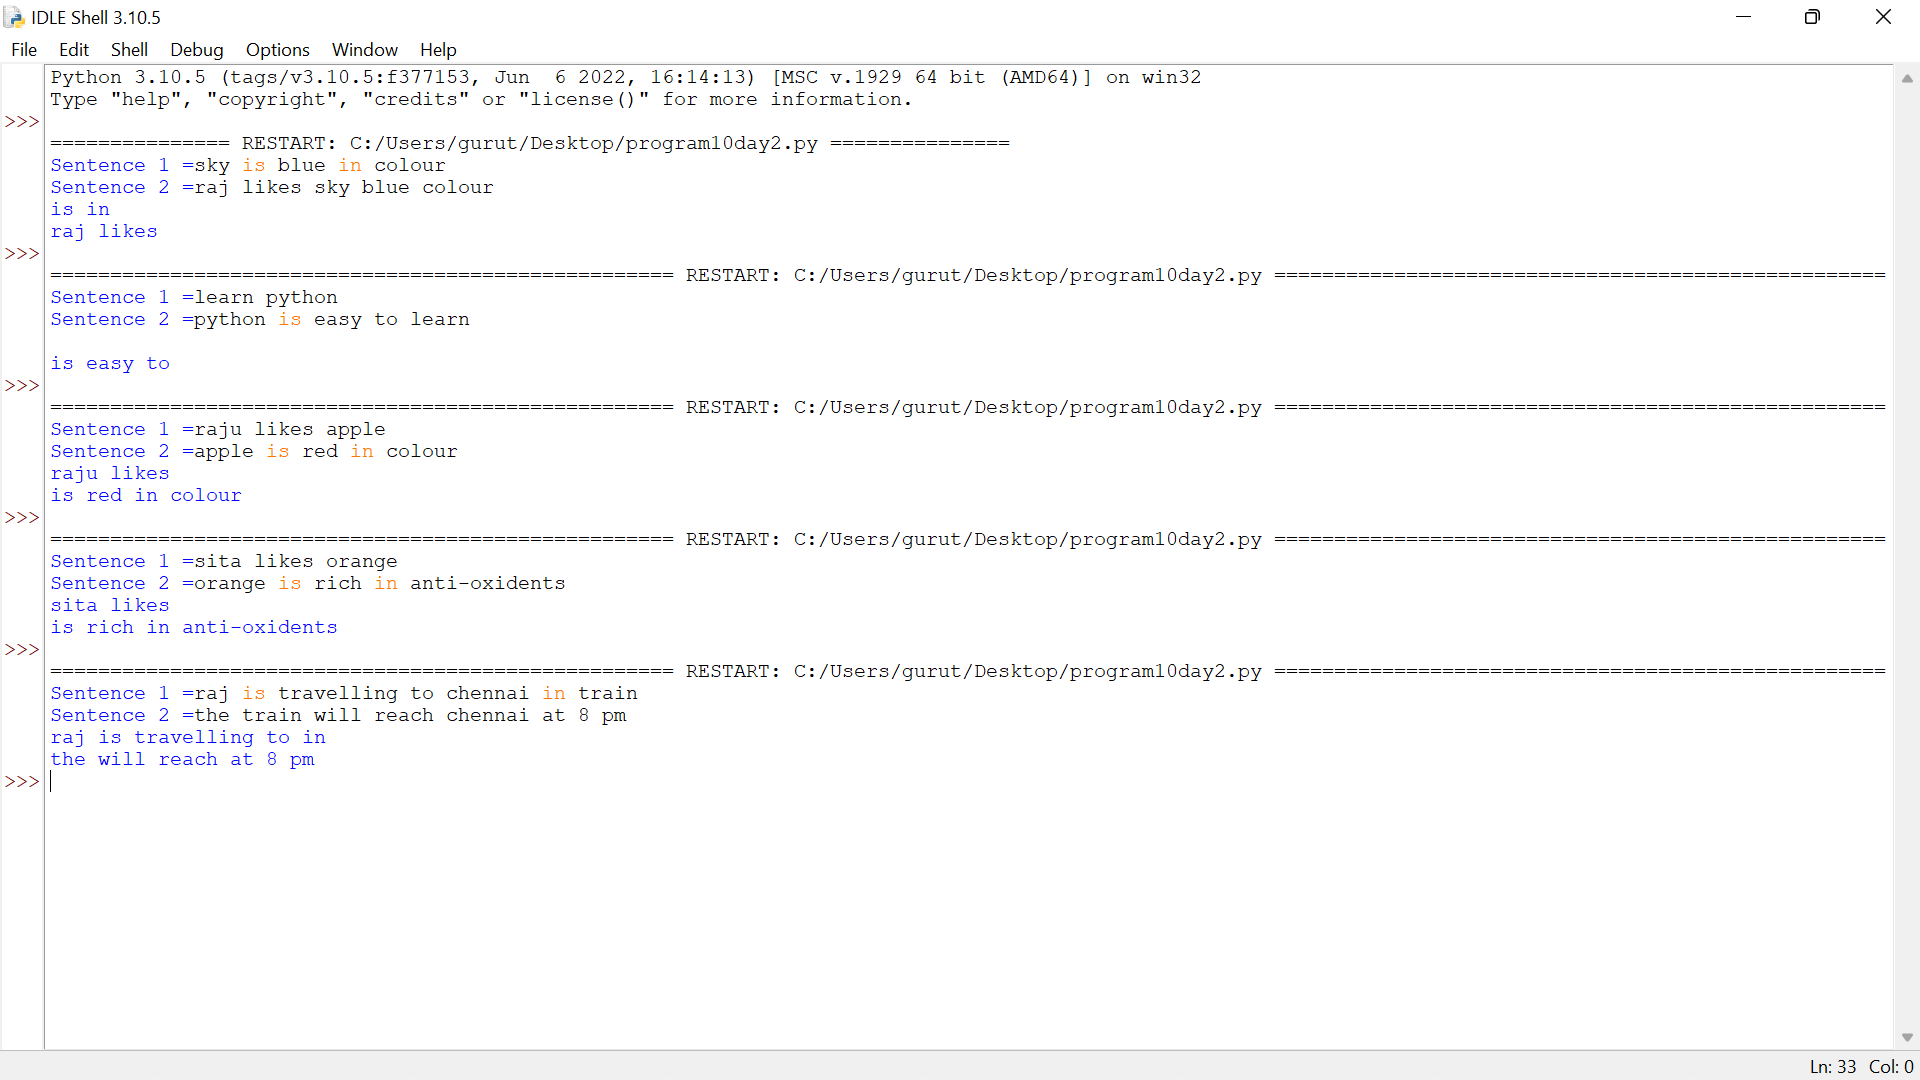 IDLE Shell 3.10.5
File Edit Shell Debug Options Window Help
Python 3.10.5 (tags/v3.10.5:f377153, Jun  6 2022, 16:14:13) [MSC v.1929 64 bit (AMD64)] on win32
Type "help", "copyright", "credits" or "license()" for more information.
>>>
=============== RESTART: C:/Users/gurut/Desktop/program10day2.py ===============
Sentence 1 =sky is blue in colour
Sentence 2 =raj likes sky blue colour
is in
raj likes
>>>
==================================================== RESTART: C:/Users/gurut/Desktop/program10day2.py ===================================================
Sentence 1 =learn python
Sentence 2 =python is easy to learn

is easy to
>>>
==================================================== RESTART: C:/Users/gurut/Desktop/program10day2.py ===================================================
Sentence 1 =raju likes apple
Sentence 2 =apple is red in colour
raju likes
is red in colour
>>>
==================================================== RESTART: C:/Users/gurut/Desktop/program10day2.py ===================================================
Sentence 1 =sita likes orange
Sentence 2 =orange is rich in anti-oxidents
sita likes
is rich in anti-oxidents
>>>
==================================================== RESTART: C:/Users/gurut/Desktop/program10day2.py ===================================================
Sentence 1 =raj is travelling to chennai in train
Sentence 2 =the train will reach chennai at 8 pm
raj is travelling to in
the will reach at 8 pm
>>>
Ln: 33 Col: 0